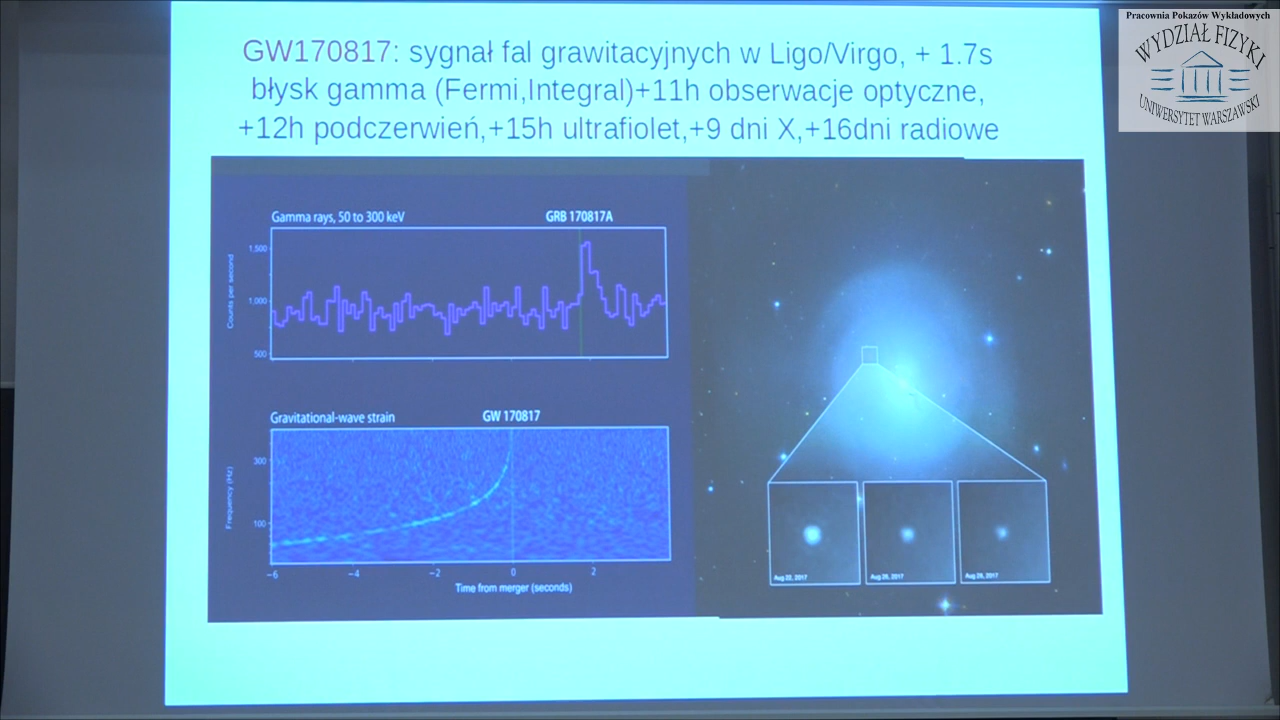 Pracownia Pokazów Wykładowych
WYDZIAŁ FIZYKI
UNIWERSYTET WARSZAWSKI
GW170817: sygnał fal grawitacyjnych w Ligo/Virgo, + 1.7s
błysk gamma (Fermi,Integral)+11h obserwacje optyczne,
+12h podczerwień,+15h ultrafiolet,+9 dni X,+16dni radiowe
Gamma rays, 50 to 300 keV
GRB 170817A
Counts per second
1,500
1,000
500
Gravitational-wave strain
GW 170817
Frequency (Hz)
300
100
−6
−4
−2
0
2
Time from merger (seconds)
Aug 22, 2017
Aug 26, 2017
Aug 28, 2017